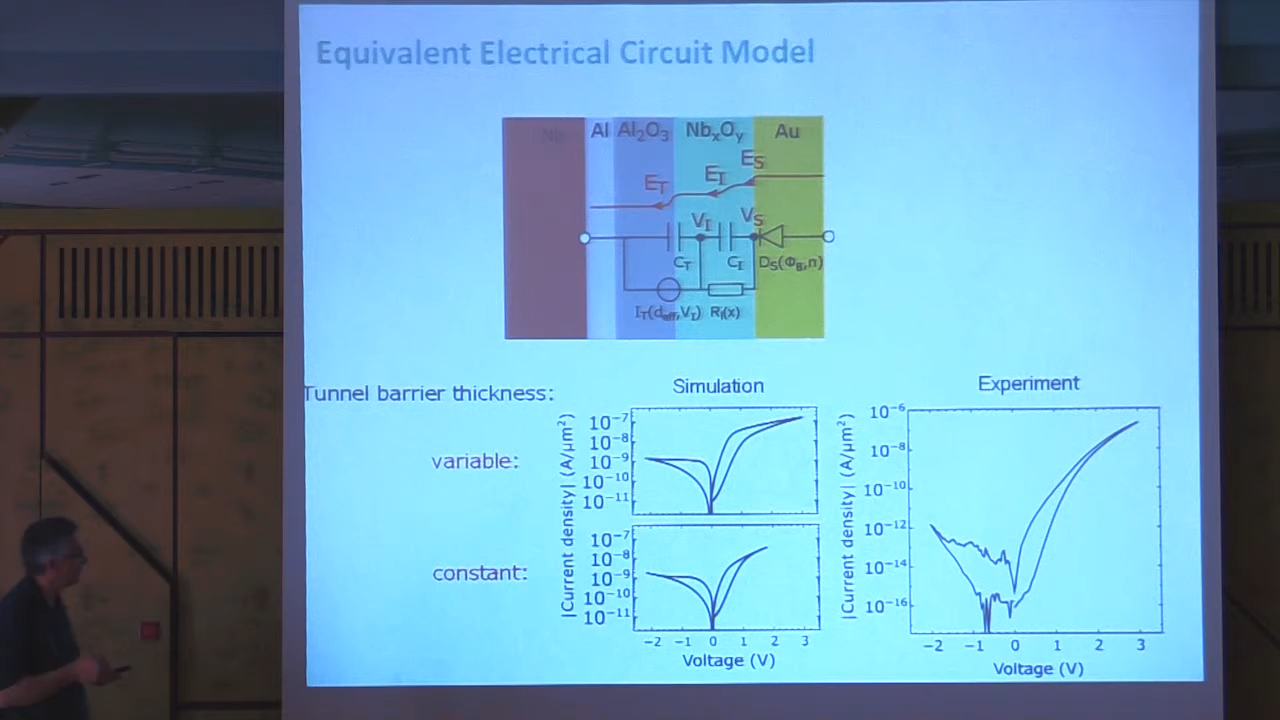 Equivalent Electrical Circuit Model
Nb Al Al₂O₃ NbₓOᵧ Au
E_T E_I E_S
V_I V_S
C_T C_I D_S(Φ_B,n)
I_T(d_eff,V_I) R_I(x)
Tunnel barrier thickness:
Simulation
Experiment
variable:
constant:
|Current density| (A/μm²)
10⁻⁷
10⁻⁸
10⁻⁹
10⁻¹⁰
10⁻¹¹
10⁻⁷
10⁻⁸
10⁻⁹
10⁻¹⁰
10⁻¹¹
−2 −1 0 1 2 3
Voltage (V)
|Current density| (A/μm²)
10⁻⁶
10⁻⁸
10⁻¹⁰
10⁻¹²
10⁻¹⁴
10⁻¹⁶
−2 −1 0 1 2 3
Voltage (V)